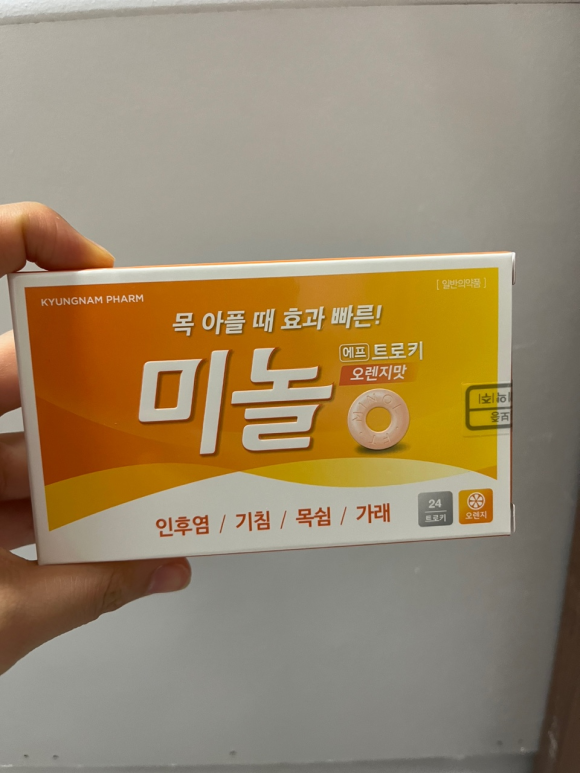 KYUNGNAM PHARM
[ 일반의약품 ]
목 아플 때 효과 빠른!
미놀
에프 트로키
오렌지맛
인후염 / 기침 / 목쉼 / 가래
24
트로키
오렌지